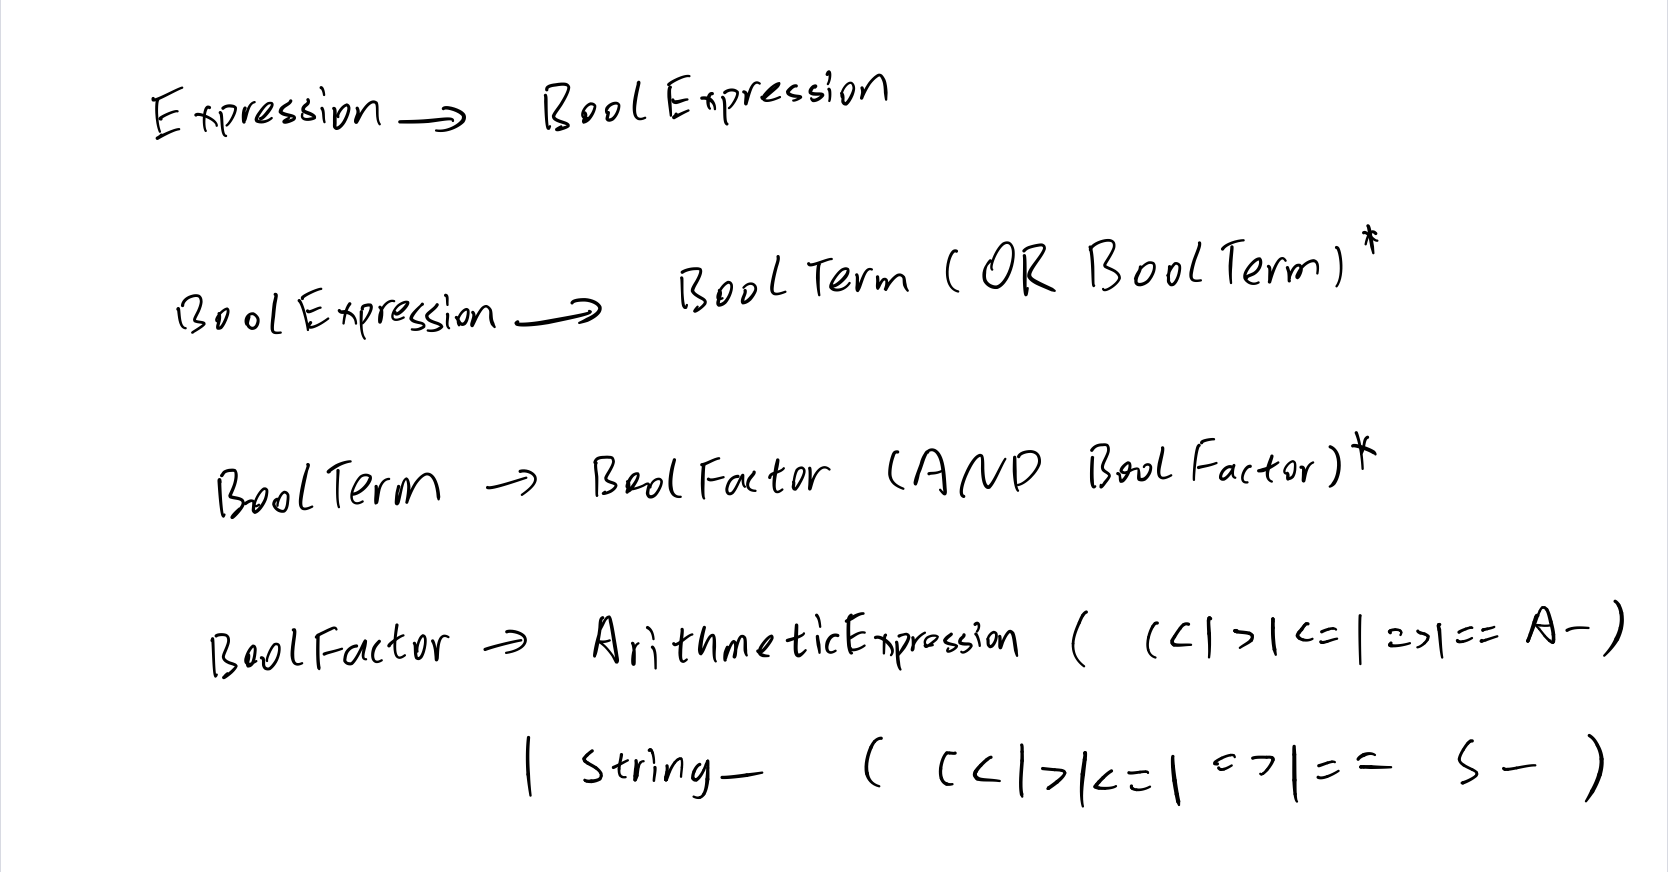 Expression → BoolExpression
BoolExpression → BoolTerm (OR BoolTerm)*
BoolTerm → BoolFactor (AND BoolFactor)*
BoolFactor → ArithmeticExpression ( (<|>|<=|=>|== A- )
| String_ ( (<|>|<=|=>|== S- )